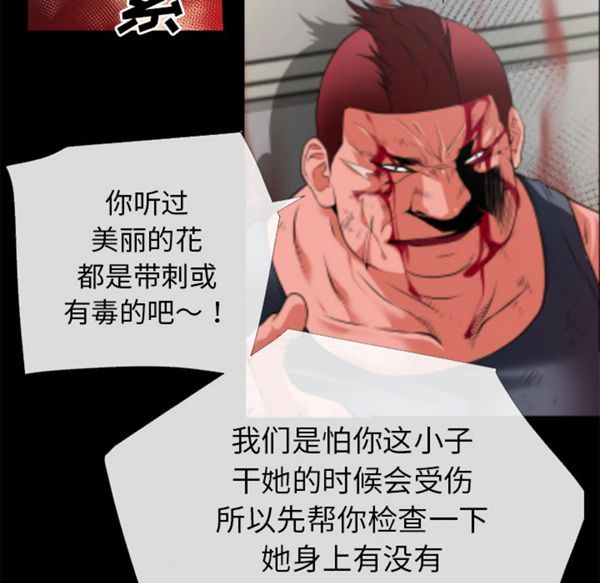 你听过
美丽的花
都是带刺或
有毒的吧～！
我们是怕你这小子
干她的时候会受伤
所以先帮你检查一下
她身上有没有